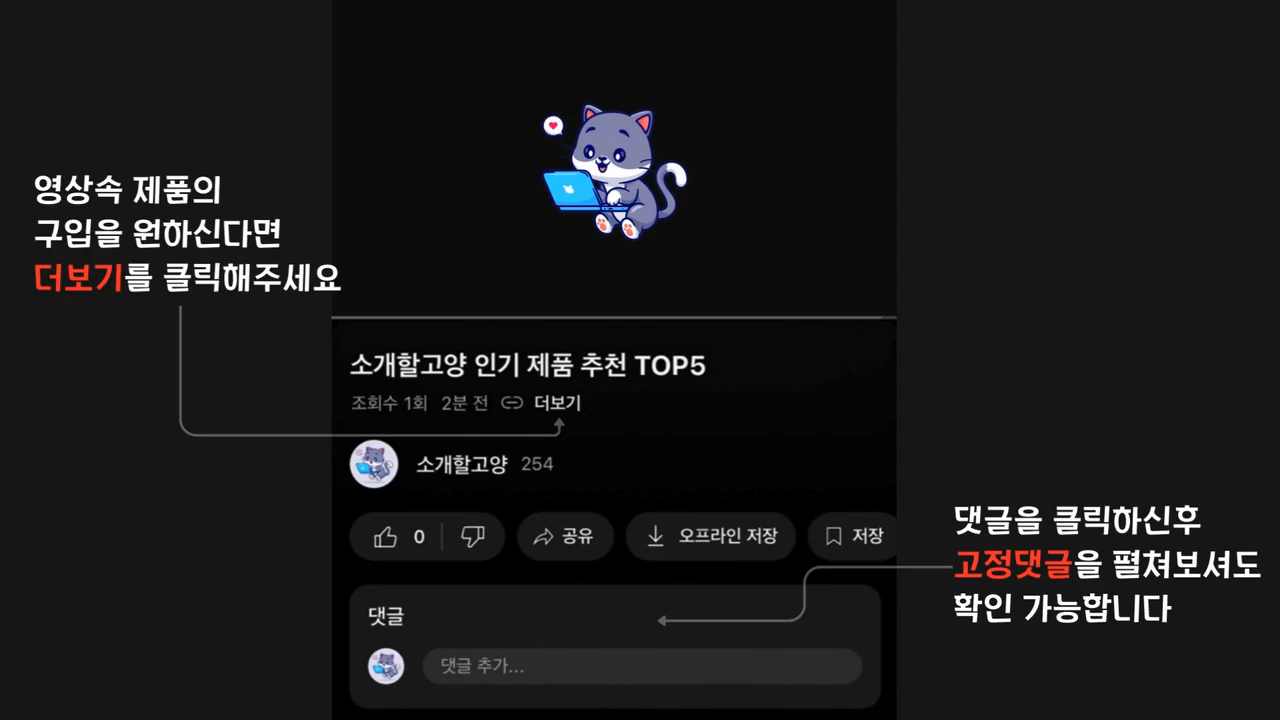 영상속 제품의
구입을 원하신다면
더보기를 클릭해주세요
소개할고양 인기 제품 추천 TOP5
조회수 1회 2분 전 더보기
소개할고양 254
0 공유 오프라인 저장 저장
댓글을 클릭하신후
고정댓글을 펼쳐보셔도
확인 가능합니다
댓글
댓글 추가...